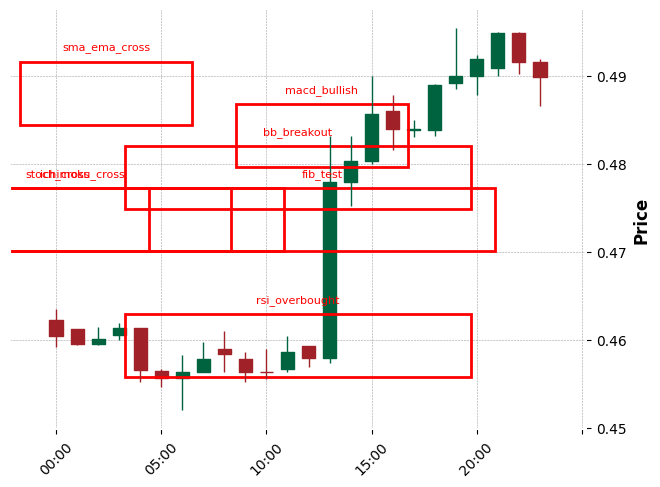 sma_ema_cross
macd_bullish
bb_breakout
ichimoku_cross
fib_test
rsi_overbought
0.49
0.48
0.47
0.46
0.45
Price
00:00
05:00
10:00
15:00
20:00